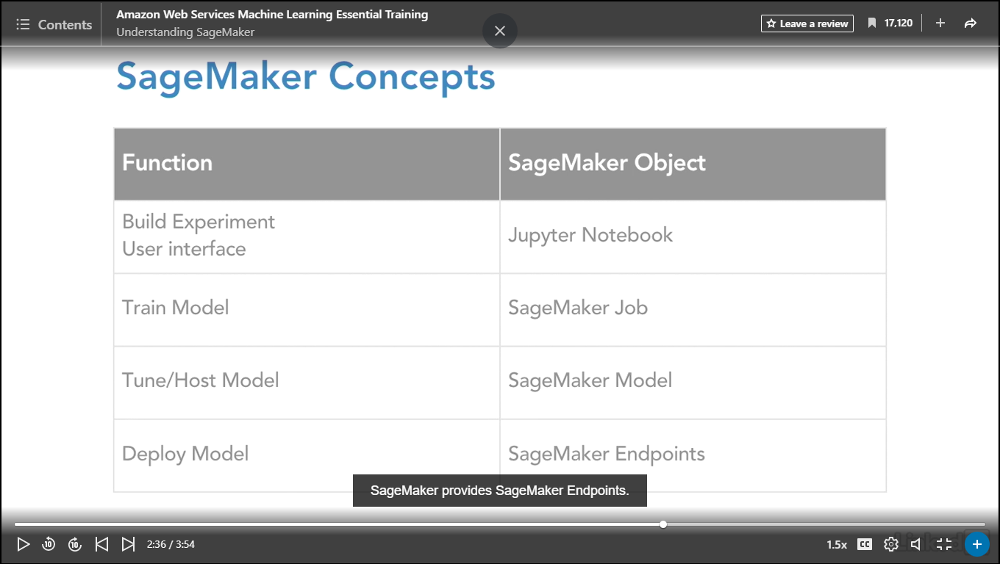 Contents
Amazon Web Services Machine Learning Essential Training
Understanding SageMaker
Leave a review
17,120
SageMaker Concepts
Function
SageMaker Object
Build Experiment
User interface
Jupyter Notebook
Train Model
SageMaker Job
Tune/Host Model
SageMaker Model
Deploy Model
SageMaker Endpoints
SageMaker provides SageMaker Endpoints.
10
10
2:36 / 3:54
1.5x
CC
Linked